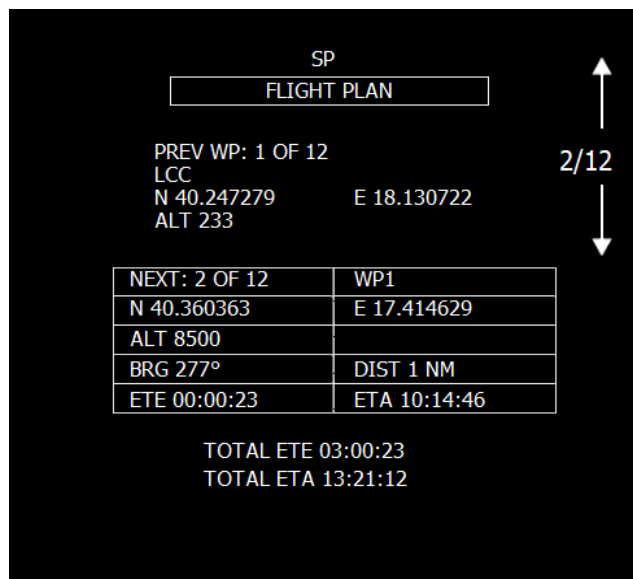 SP
FLIGHT PLAN
PREV WP: 1 OF 12
LCC
N 40.247279 E 18.130722
ALT 233
2/12
NEXT: 2 OF 12 WP1
N 40.360363 E 17.414629
ALT 8500
BRG 277º DIST 1 NM
ETE 00:00:23 ETA 10:14:46
TOTAL ETE 03:00:23
TOTAL ETA 13:21:12